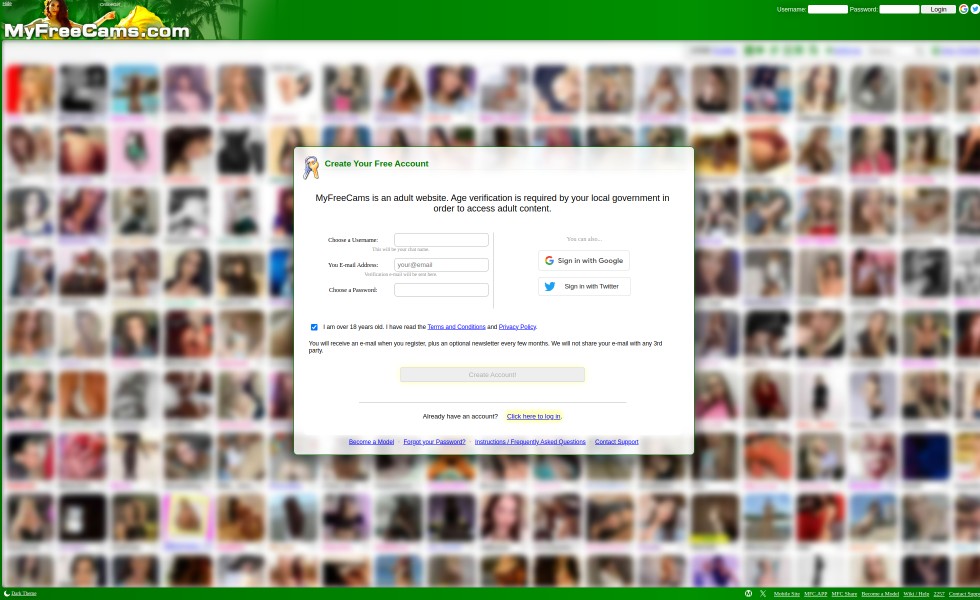 Username:
Password:
Login
MyFreeCams.com
Create Your Free Account
MyFreeCams is an adult website. Age verification is required by your local government in
order to access adult content.
Choose a Username:
This will be your chat name.
You E-mail Address:
your@email
Verification e-mail will be sent here.
Choose a Password:
You can also...
Sign in with Google
Sign in with Twitter
I am over 18 years old. I have read the Terms and Conditions and Privacy Policy.
You will receive an e-mail when you register, plus an optional newsletter every few months. We will not share your e-mail with any 3rd
party.
Create Account!
Already have an account? Click here to log in.
Become a Model · Forgot your Password? · Instructions / Frequently Asked Questions · Contact Support
Dark Theme
Mobile Site MFC.APP MFC Share Become a Model Wiki / Help 2257 Contact